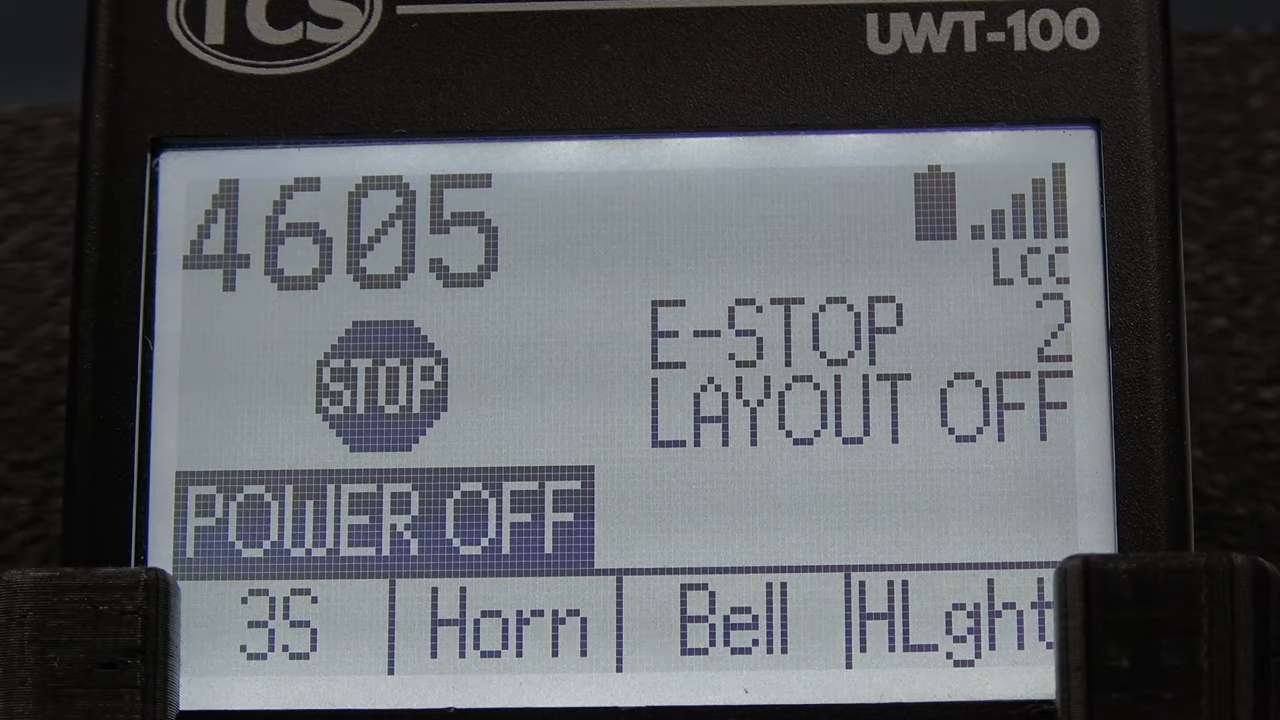 TCS
UWT-100
4605
LCC
E-STOP 2
STOP
LAYOUT OFF
POWER OFF
3S Horn Bell HLght